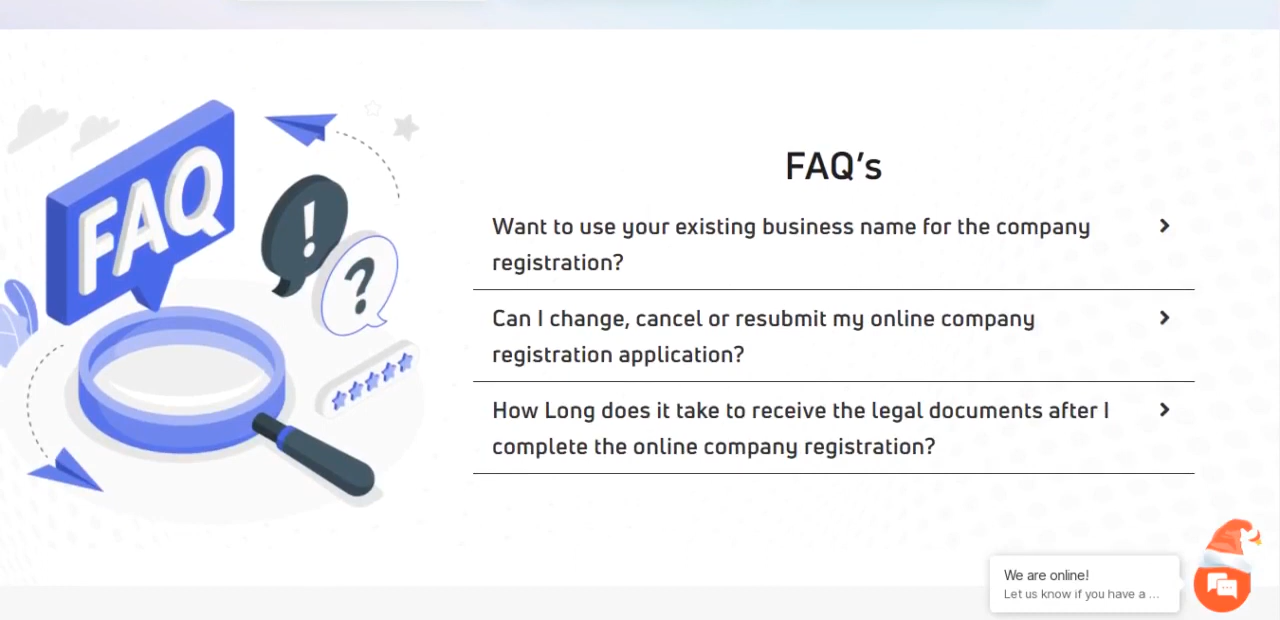 FAQ
!
?
FAQ's
Want to use your existing business name for the company
registration?
Can I change, cancel or resubmit my online company
registration application?
How Long does it take to receive the legal documents after I
complete the online company registration?
We are online!
Let us know if you have a ...